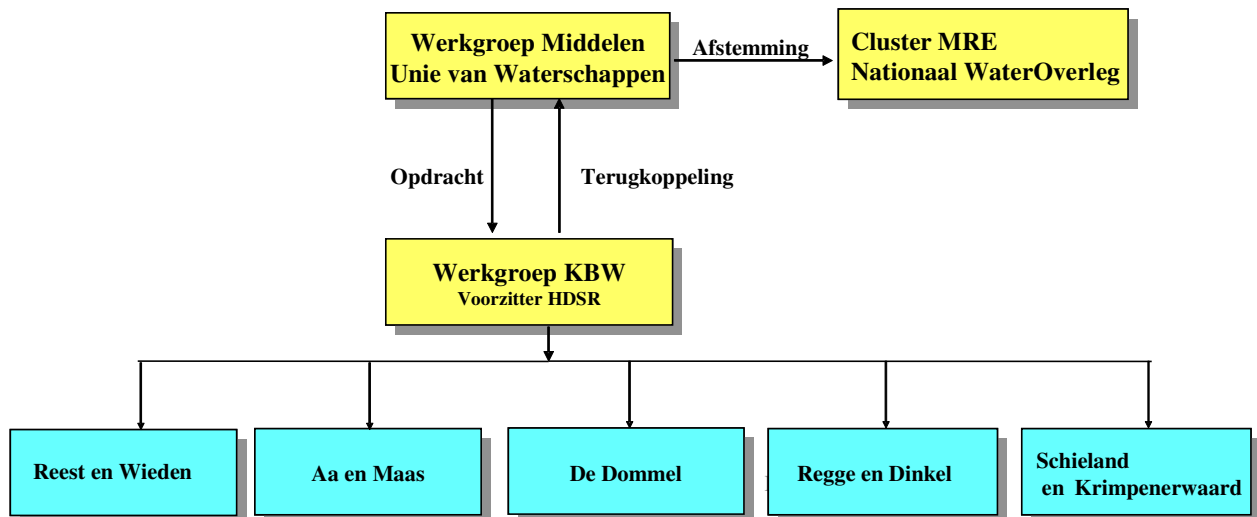 Werkgroep Middelen
Unie van Waterschappen
Afstemming
Cluster MRE
Nationaal WaterOverleg
Opdracht
Terugkoppeling
Werkgroep KBW
Voorzitter HDSR
Reest en Wieden
Aa en Maas
De Dommel
Regge en Dinkel
Schieland
en Krimpenerwaard